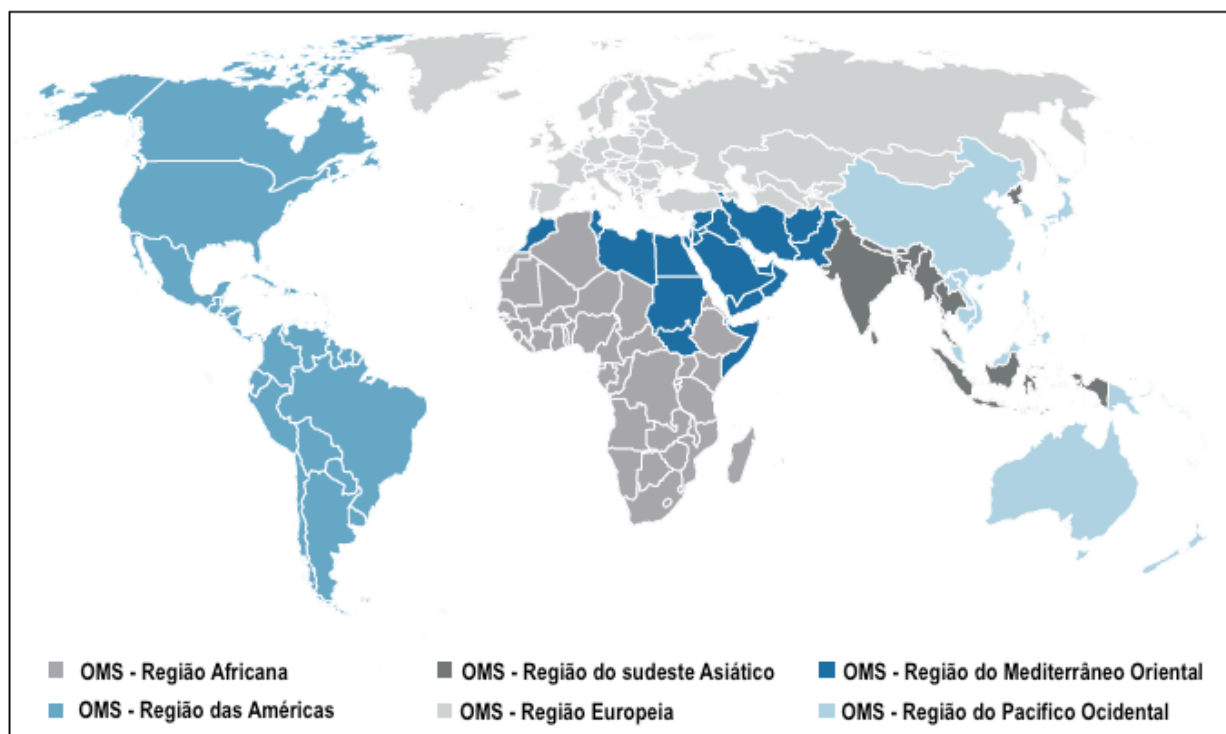 OMS - Região Africana
OMS - Região do sudeste Asiático
OMS - Região do Mediterrâneo Oriental
OMS - Região das Américas
OMS - Região Europeia
OMS - Região do Pacifico Ocidental